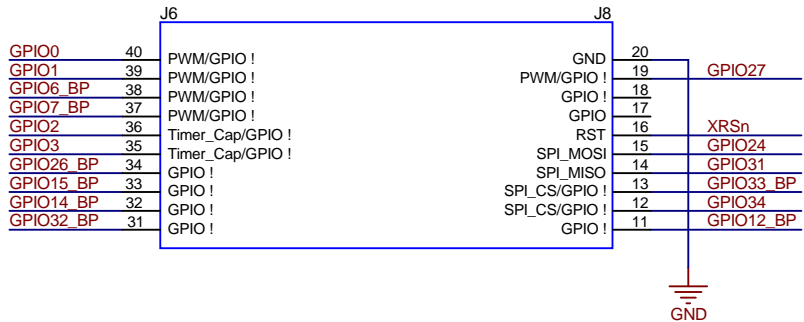 J6 J8
GPIO0 40 PWM/GPIO ! GND 20
GPIO1 39 PWM/GPIO ! PWM/GPIO ! 19 GPIO27
GPIO6_BP 38 PWM/GPIO ! GPIO ! 18
GPIO7_BP 37 PWM/GPIO ! GPIO 17
GPIO2 36 Timer_Cap/GPIO ! RST 16 XRSn
GPIO3 35 Timer_Cap/GPIO ! SPI_MOSI 15 GPIO24
GPIO26_BP 34 GPIO ! SPI_MISO 14 GPIO31
GPIO15_BP 33 GPIO ! SPI_CS/GPIO ! 13 GPIO33_BP
GPIO14_BP 32 GPIO ! SPI_CS/GPIO ! 12 GPIO34
GPIO32_BP 31 GPIO ! GPIO ! 11 GPIO12_BP
GND